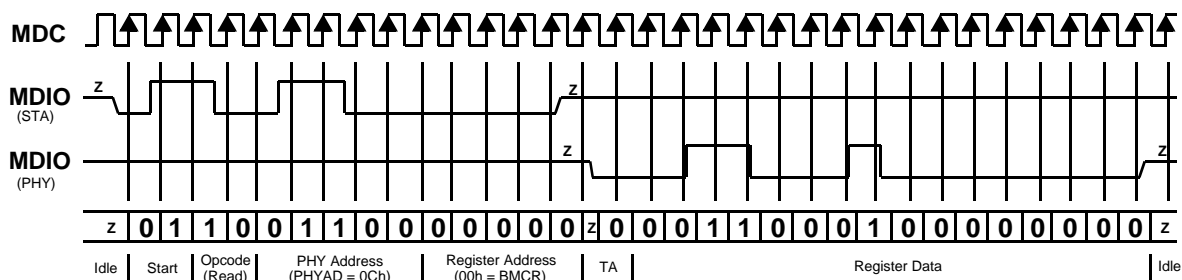 MDC
z
MDIO
(STA)
z
MDIO
(PHY)
z
z
z 0 1 1 0 0 1 1 0 0 0 0 0 0 0 z 0 0 0 1 1 0 0 0 1 0 0 0 0 0 0 0 0 z
Idle
Start
Opcode
(Read)
PHY Address
(PHYAD = 0Ch)
Register Address
(00h = BMCR)
TA
Register Data
Idle